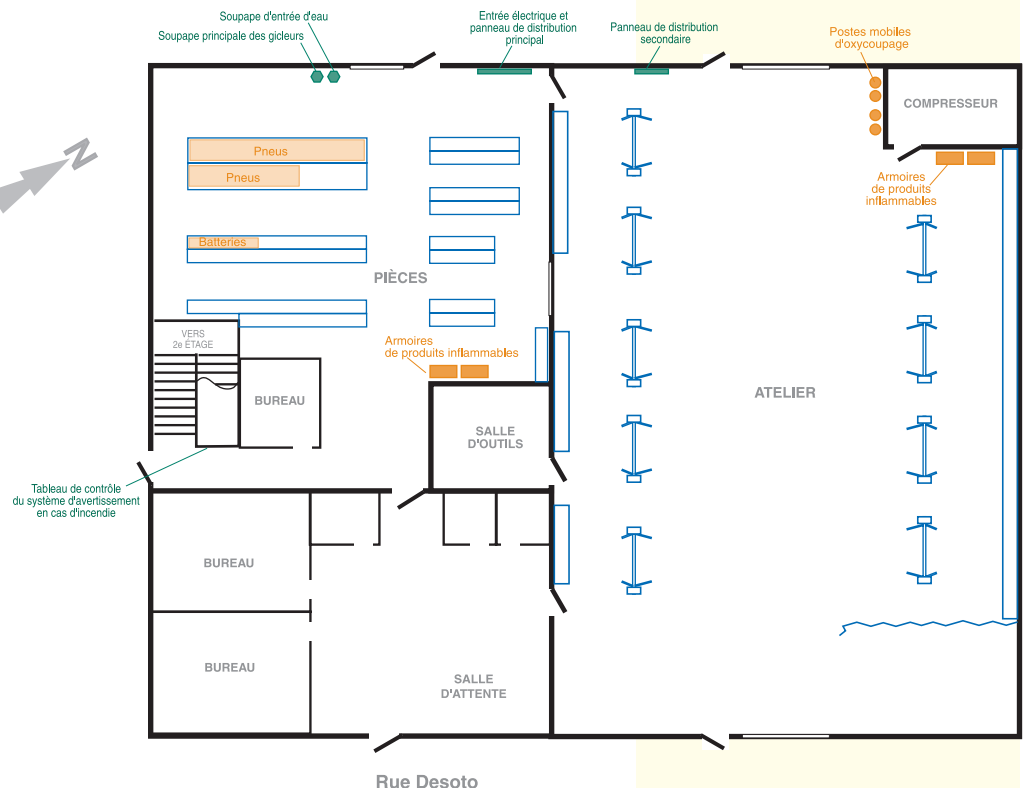 Soupape d'entrée d'eau
Soupape principale des gicleurs
Entrée électrique et
panneau de distribution
principal
Panneau de distribution
secondaire
Postes mobiles
d'oxycoupage
COMPRESSEUR
N
Pneus
Pneus
Armoires
de produits
inflammables
Batteries
PIÈCES
VERS
2e ÉTAGE
Armoires
de produits inflammables
BUREAU
ATELIER
SALLE
D'OUTILS
Tableau de contrôle
du système d'avertissement
en cas d'incendie
BUREAU
BUREAU
SALLE
D'ATTENTE
Rue Desoto